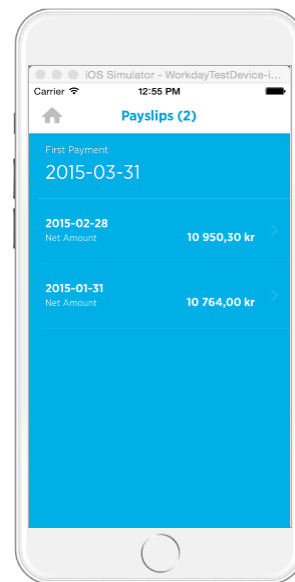 iOS Simulator - WorkdayTestDevice-i...
Carrier 12:55 PM
Payslips (2)
First Payment
2015-03-31
2015-02-28
Net Amount 10 950,30 kr
2015-01-31
Net Amount 10 764,00 kr